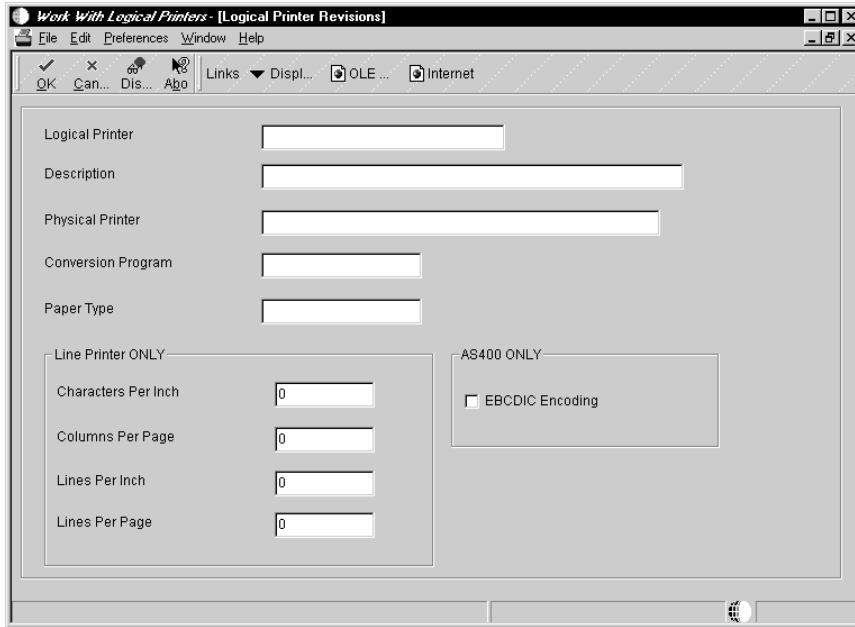 Work With Logical Printers - [Logical Printer Revisions]
File Edit Preferences Window Help
OK Can... Dis... Abo Links Displ... OLE ... Internet
Logical Printer
Description
Physical Printer
Conversion Program
Paper Type
Line Printer ONLY
Characters Per Inch 0
Columns Per Page 0
Lines Per Inch 0
Lines Per Page 0
AS400 ONLY
EBCDIC Encoding